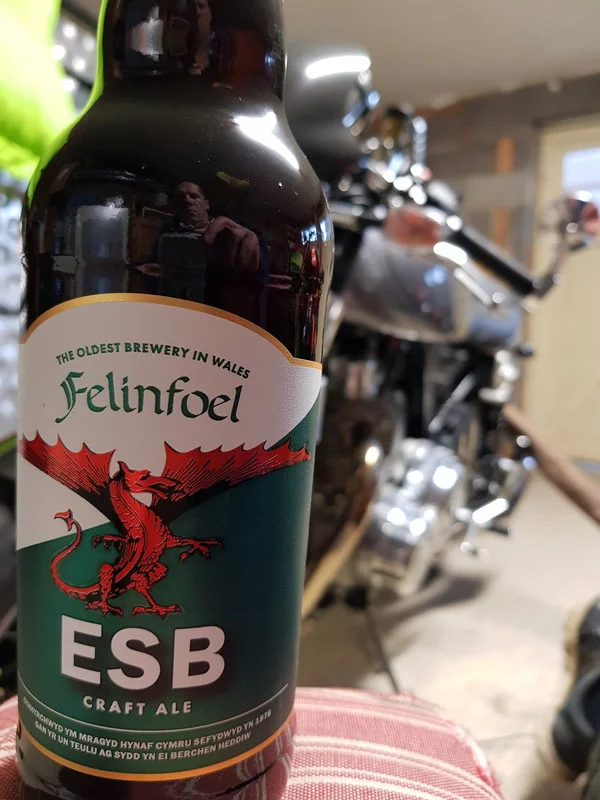 THE OLDEST BREWERY IN WALES
Felinfoel
ESB
CRAFT ALE
CYNHYRCHWYD YM MRAGDY HYNAF CYMRU SEFYDWYD YN 1878
GAN YR UN TEULU AG SYDD YN EI BERCHEN HEDDIW